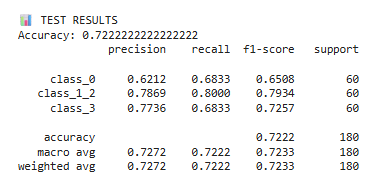 📊 TEST RESULTS
Accuracy: 0.7222222222222222
precision recall f1-score support
class_0 0.6212 0.6833 0.6508 60
class_1_2 0.7869 0.8000 0.7934 60
class_3 0.7736 0.6833 0.7257 60
accuracy 0.7222 180
macro avg 0.7272 0.7222 0.7233 180
weighted avg 0.7272 0.7222 0.7233 180